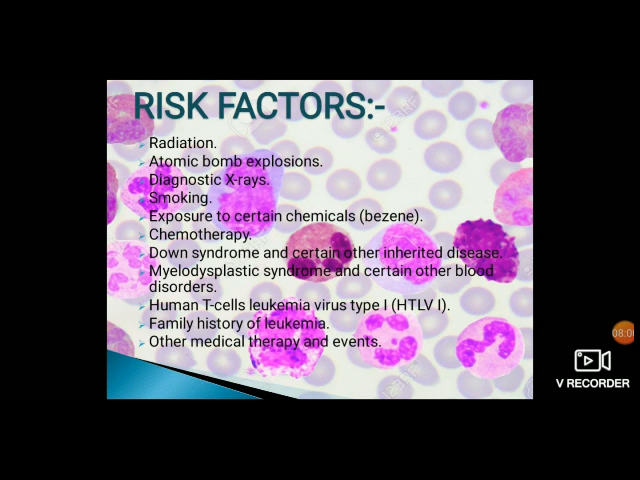 RISK FACTORS:-
Radiation.
Atomic bomb explosions.
Diagnostic X-rays.
Smoking.
Exposure to certain chemicals (bezene).
Chemotherapy.
Down syndrome and certain other inherited disease.
Myelodysplastic syndrome and certain other blood
disorders.
Human T-cells leukemia virus type I (HTLV I).
Family history of leukemia.
Other medical therapy and events.
V RECORDER